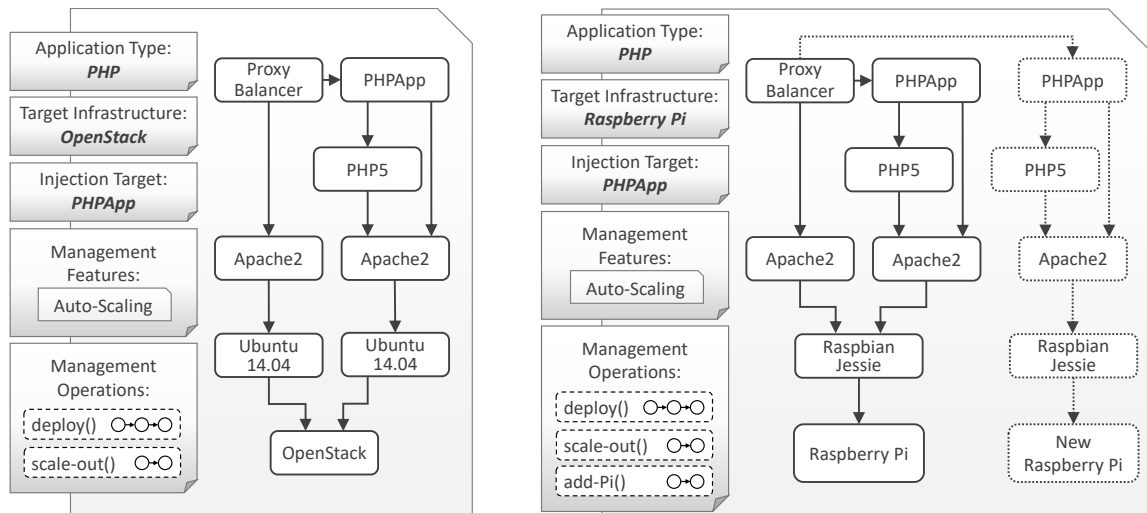 Application Type:
PHP
Target Infrastructure:
OpenStack
Injection Target:
PHPApp
Management
Features:
Auto-Scaling
Management
Operations:
deploy()
scale-out()
Proxy
Balancer
PHPApp
PHP5
Apache2
Apache2
Ubuntu
14.04
Ubuntu
14.04
OpenStack
Application Type:
PHP
Target Infrastructure:
Raspberry Pi
Injection Target:
PHPApp
Management
Features:
Auto-Scaling
Management
Operations:
deploy()
scale-out()
add-Pi()
Proxy
Balancer
PHPApp
PHP5
Apache2
Apache2
Raspbian
Jessie
Raspberry Pi
PHPApp
PHP5
Apache2
Raspbian
Jessie
New
Raspberry Pi